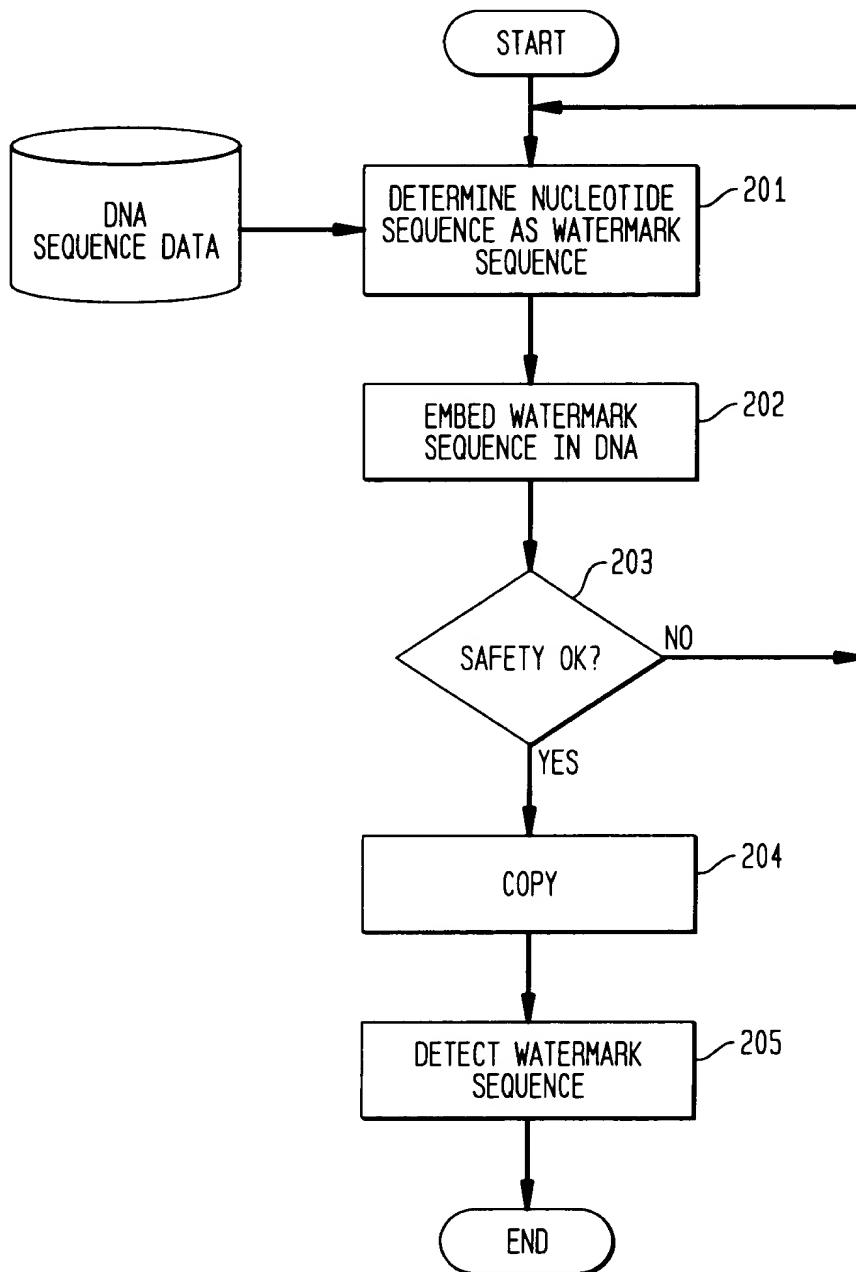 START
DNA
SEQUENCE DATA
DETERMINE NUCLEOTIDE
SEQUENCE AS WATERMARK
SEQUENCE
201
EMBED WATERMARK
SEQUENCE IN DNA
202
203
SAFETY OK?
NO
YES
COPY
204
DETECT WATERMARK
SEQUENCE
205
END